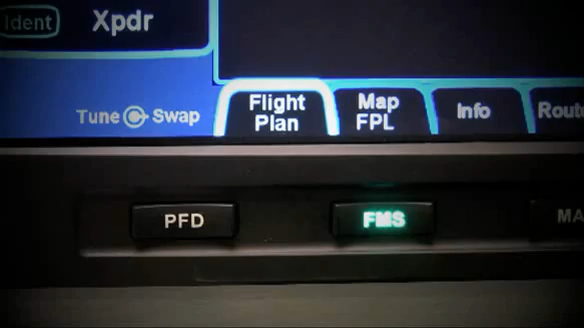 Ident
Xpdr
Tune Swap
Flight
Plan
Map
FPL
Info
PFD
FMS